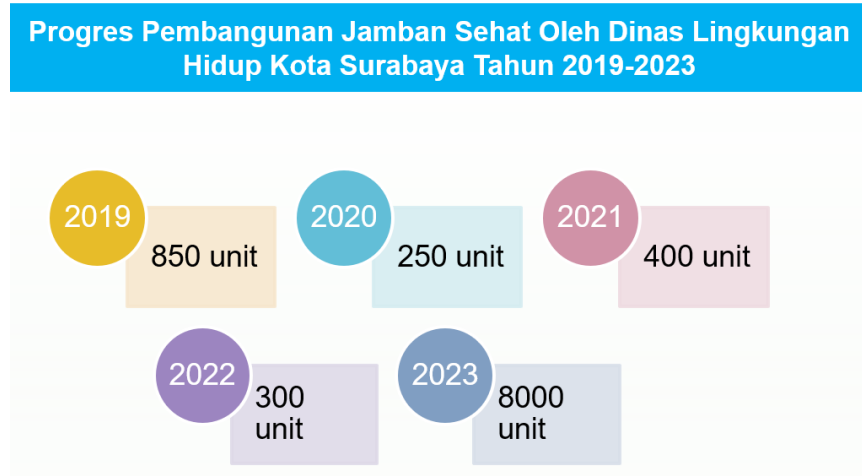 Progres Pembangunan Jamban Sehat Oleh Dinas Lingkungan
Hidup Kota Surabaya Tahun 2019-2023
2019
850 unit
2020
250 unit
2021
400 unit
2022
300
unit
2023
8000
unit